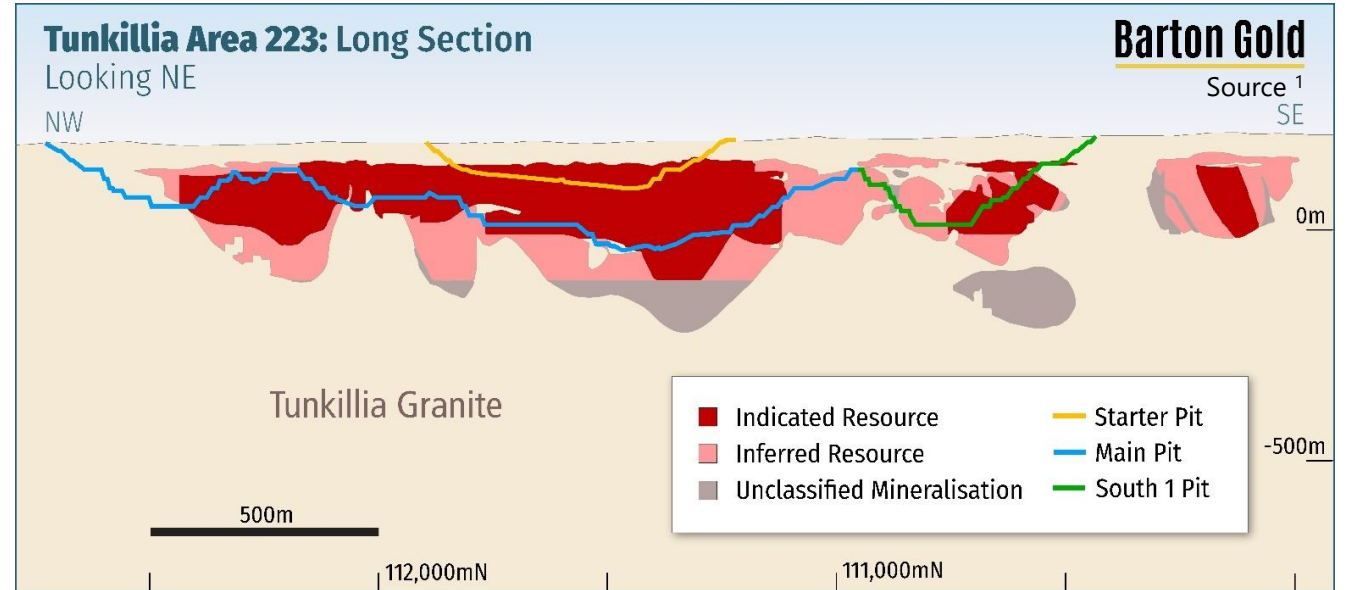 Tunkillia Area 223: Long Section
Looking NE
NW
Barton Gold
Source 1
SE
0m
Tunkillia Granite
Indicated Resource
Inferred Resource
Unclassified Mineralisation
Starter Pit
Main Pit
South 1 Pit
-500m
500m
112,000mN
111,000mN